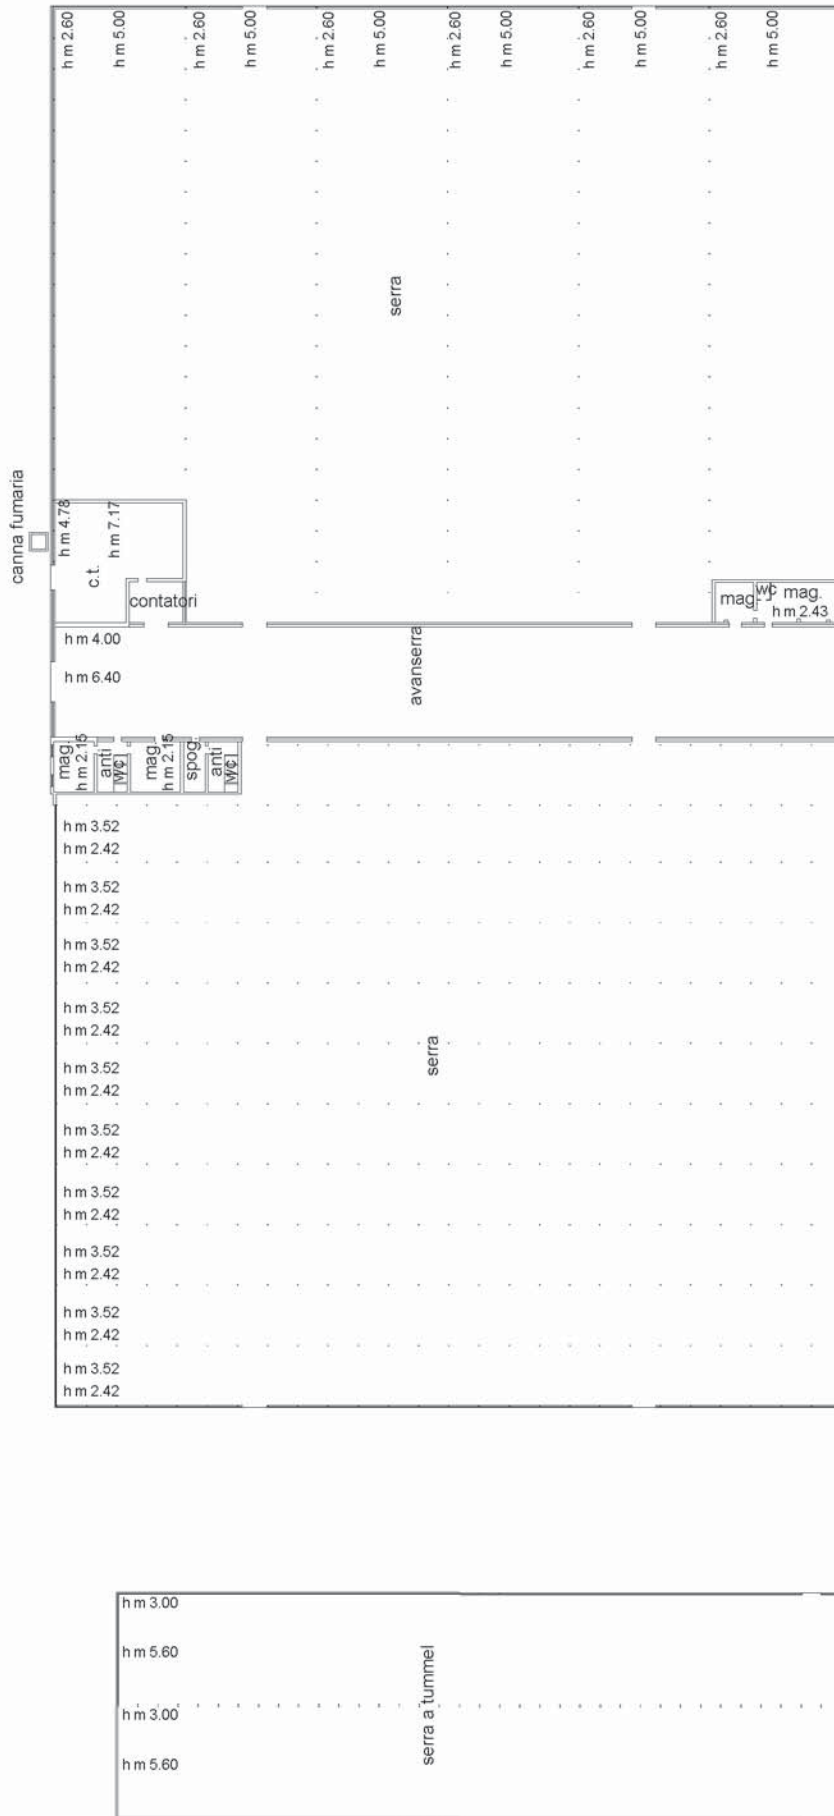 h m 2.60
h m 5.00
h m 2.60
h m 5.00
h m 2.60
h m 5.00
h m 2.60
h m 5.00
h m 2.60
h m 5.00
h m 2.60
h m 5.00
serra
canna fumaria
h m 4.78
h m 7.17
c.t.
contatori
mag.
wc
mag.
h m 2.43
h m 4.00
h m 6.40
avanserra
mag.
h m 2.15
anti
wc
mag.
h m 2.15
spog.
anti
wc
h m 3.52
h m 2.42
h m 3.52
h m 2.42
h m 3.52
h m 2.42
h m 3.52
h m 2.42
h m 3.52
h m 2.42
h m 3.52
h m 2.42
h m 3.52
h m 2.42
h m 3.52
h m 2.42
h m 3.52
h m 2.42
h m 3.52
h m 2.42
serra
h m 3.00
h m 5.60
h m 3.00
h m 5.60
serra a tummel